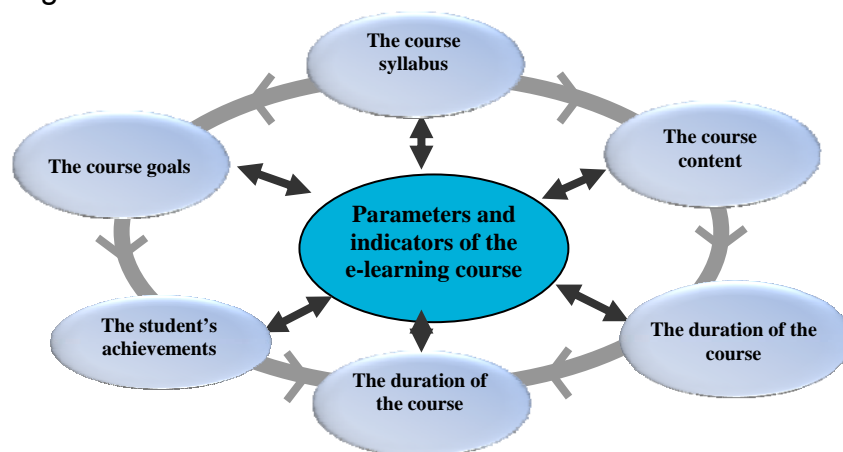 The course
syllabus
The course goals
The course
content
Parameters and
indicators of the
e-learning course
The student's
achievements
The duration of the
course
The duration of
the course